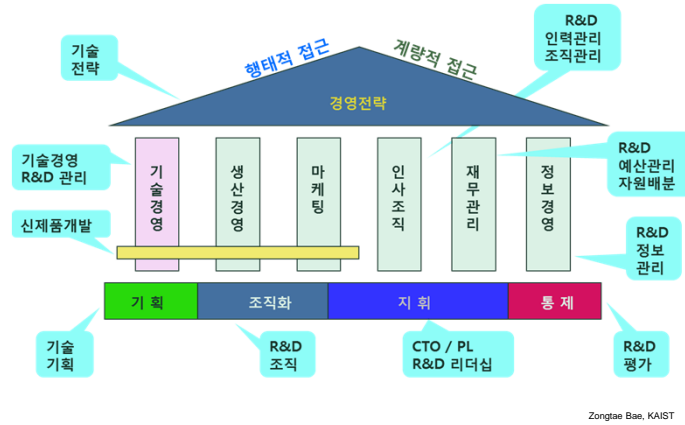 기술
전략
행태적 접근
계량적 접근
R&D
인력관리
조직관리
경영전략
기술경영
R&D 관리
기술경영
생산경영
마케팅
인사조직
재무관리
정보경영
R&D
예산관리
자원배분
신제품개발
R&D
정보
관리
기 획
조직화
지 휘
통 제
기술
기획
R&D
조직
CTO / PL
R&D 리더십
R&D
평가
Zongtae Bae, KAIST